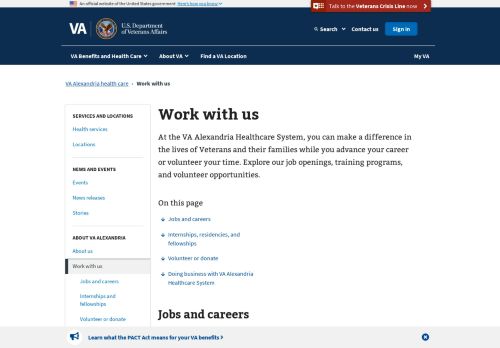 An official website of the United States government Here's how you know
Talk to the Veterans Crisis Line now
VA
U.S. Department
of Veterans Affairs
Search
Contact us
Sign in
VA Benefits and Health Care
About VA
Find a VA Location
My VA
VA Alexandria health care › Work with us
SERVICES AND LOCATIONS
Health services
Locations
NEWS AND EVENTS
Events
News releases
Stories
ABOUT VA ALEXANDRIA
About us
Work with us
Jobs and careers
Internships and
fellowships
Volunteer or donate
Work with us
At the VA Alexandria Healthcare System, you can make a difference in
the lives of Veterans and their families while you advance your career
or volunteer your time. Explore our job openings, training programs,
and volunteer opportunities.
On this page
Jobs and careers
Internships, residencies, and
fellowships
Volunteer or donate
Doing business with VA Alexandria
Healthcare System
Jobs and careers
Learn what the PACT Act means for your VA benefits